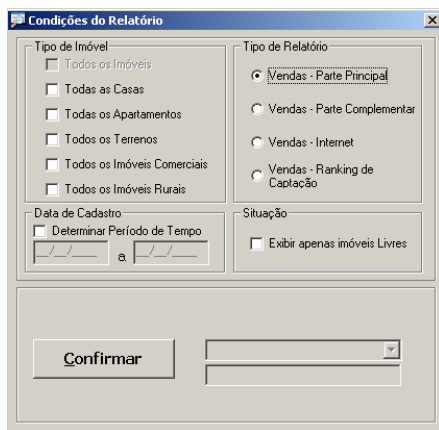 Condições do Relatório
Tipo de Imóvel
Todos os Imóveis
Todas as Casas
Todos os Apartamentos
Todos os Terrenos
Todos os Imóveis Comerciais
Todos os Imóveis Rurais
Tipo de Relatório
Vendas - Parte Principal
Vendas - Parte Complementar
Vendas - Internet
Vendas - Ranking de
Captação
Data de Cadastro
Determinar Período de Tempo
__/__/____ a __/__/____
Situação
Exibir apenas imóveis Livres
Confirmar